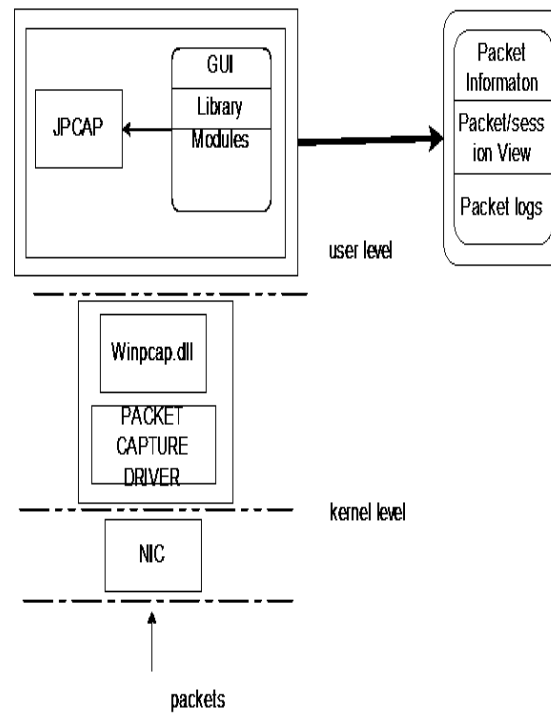 GUI
JPCAP
Library
Modules
Packet
Informaton
Packet/sess
ion View
Packet logs
user level
Winpcap.dll
PACKET
CAPTURE
DRIVER
kernel level
NIC
packets